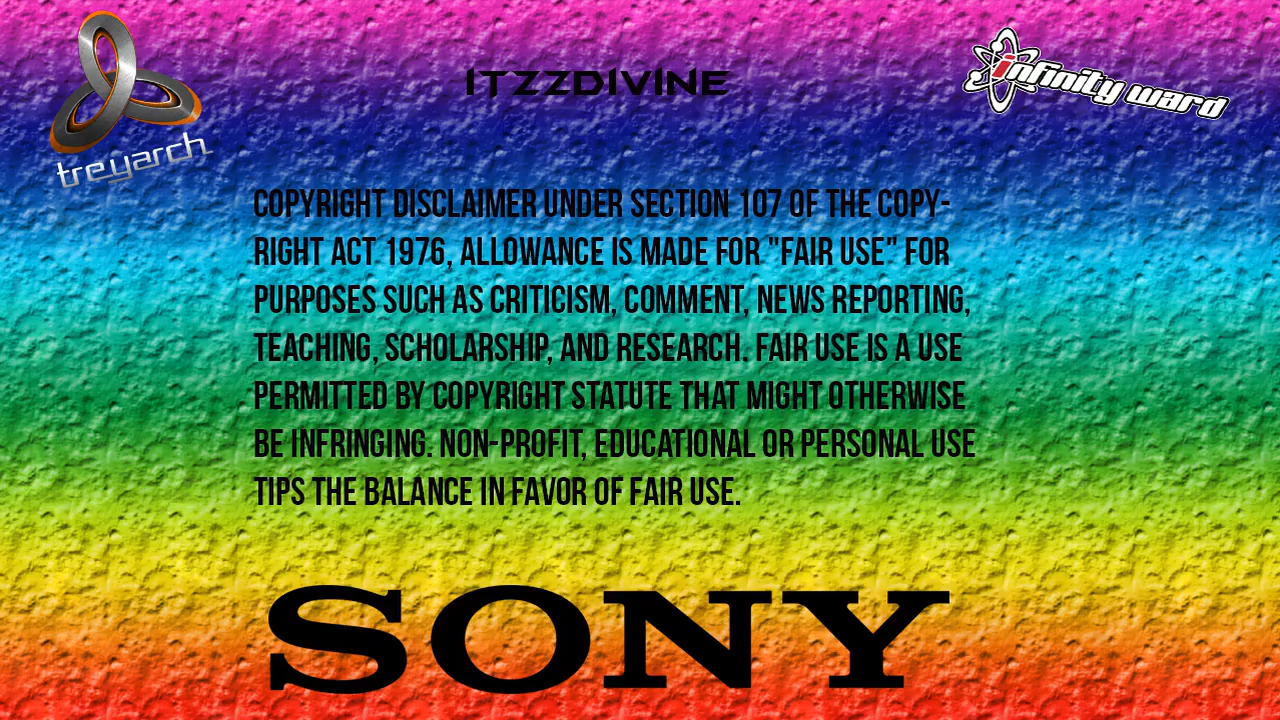 ITZZDIVINE
treyarch
infinity ward
COPYRIGHT DISCLAIMER UNDER SECTION 107 OF THE COPY-
RIGHT ACT 1976, ALLOWANCE IS MADE FOR "FAIR USE" FOR
PURPOSES SUCH AS CRITICISM, COMMENT, NEWS REPORTING,
TEACHING, SCHOLARSHIP, AND RESEARCH. FAIR USE IS A USE
PERMITTED BY COPYRIGHT STATUTE THAT MIGHT OTHERWISE
BE INFRINGING. NON-PROFIT, EDUCATIONAL OR PERSONAL USE
TIPS THE BALANCE IN FAVOR OF FAIR USE.
SONY